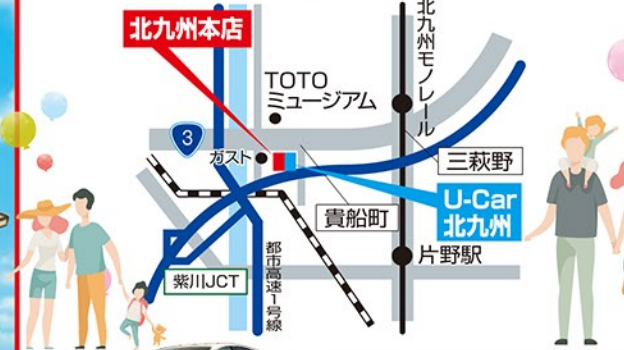 北九州本店
北九州モノレール
TOTO
ミュージアム
3
ガスト
三萩野
U-Car
北九州
貴船町
片野駅
紫川JCT
都市高速1号線